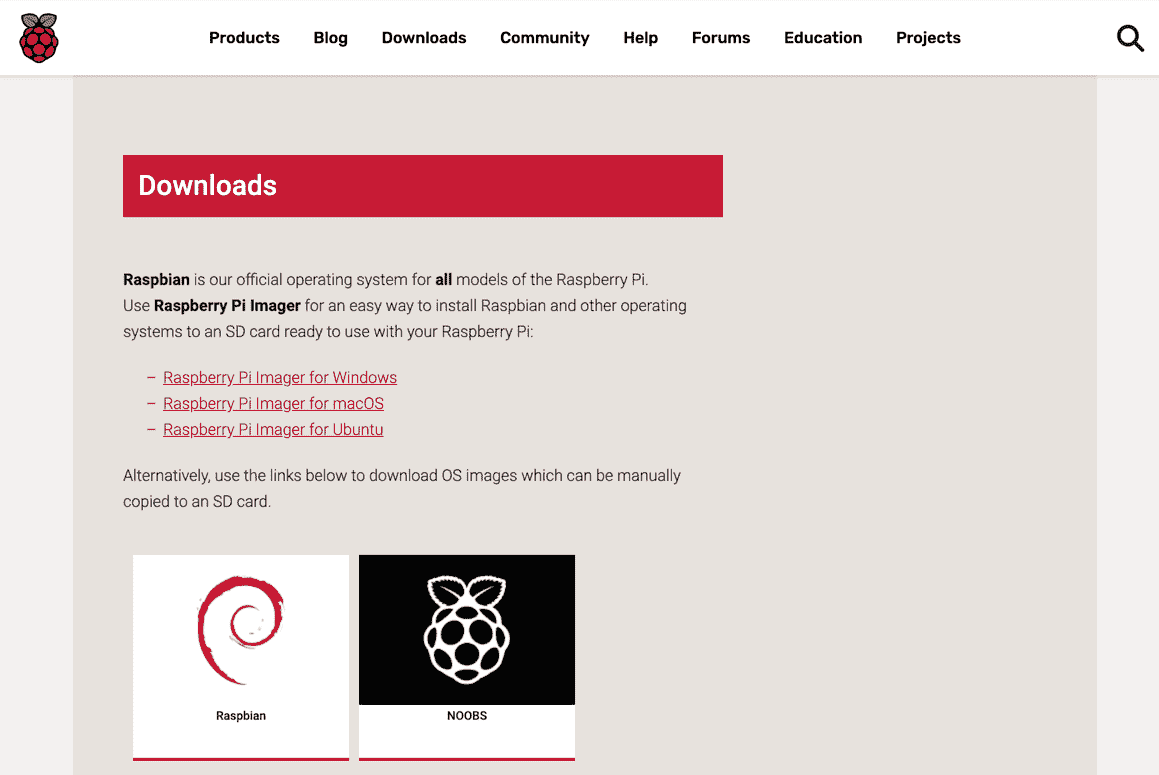 Products Blog Downloads Community Help Forums Education Projects
Downloads
Raspbian is our official operating system for all models of the Raspberry Pi.
Use Raspberry Pi Imager for an easy way to install Raspbian and other operating
systems to an SD card ready to use with your Raspberry Pi:
– Raspberry Pi Imager for Windows
– Raspberry Pi Imager for macOS
– Raspberry Pi Imager for Ubuntu
Alternatively, use the links below to download OS images which can be manually
copied to an SD card.
Raspbian
NOOBS